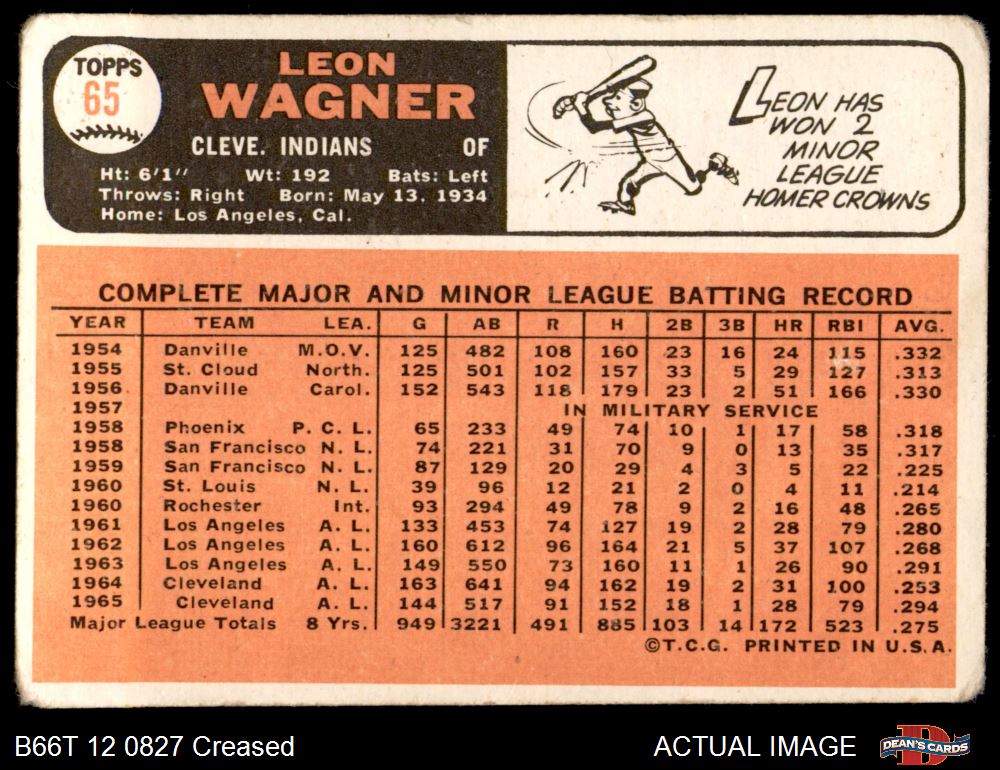 TOPPS
65
LEON
WAGNER
CLEVE. INDIANS OF
Ht: 6'1" Wt: 192 Bats: Left
Throws: Right Born: May 13, 1934
Home: Los Angeles, Cal.
LEON HAS
WON 2
MINOR
LEAGUE
HOMER CROWNS
COMPLETE MAJOR AND MINOR LEAGUE BATTING RECORD
YEAR TEAM LEA. G AB R H 2B 3B HR RBI AVG.
1954 Danville M.O.V. 125 482 108 160 23 16 24 115 .332
1955 St. Cloud North. 125 501 102 157 33 5 29 127 .313
1956 Danville Carol. 152 543 118 179 23 2 51 166 .330
1957 IN MILITARY SERVICE
1958 Phoenix P. C. L. 65 233 49 74 10 1 17 58 .318
1958 San Francisco N. L. 74 221 31 70 9 0 13 35 .317
1959 San Francisco N. L. 87 129 20 29 4 3 5 22 .225
1960 St. Louis N. L. 39 96 12 21 2 0 4 11 .214
1960 Rochester Int. 93 294 49 78 9 2 16 48 .265
1961 Los Angeles A. L. 133 453 74 127 19 2 28 79 .280
1962 Los Angeles A. L. 160 612 96 164 21 5 37 107 .268
1963 Los Angeles A. L. 149 550 73 160 11 1 26 90 .291
1964 Cleveland A. L. 163 641 94 162 19 2 31 100 .253
1965 Cleveland A. L. 144 517 91 152 18 1 28 79 .294
Major League Totals 8 Yrs. 949 3221 491 885 103 14 172 523 .275
©T.C.G. PRINTED IN U.S.A.
B66T 12 0827 Creased
ACTUAL IMAGE
DEAN'S CARDS